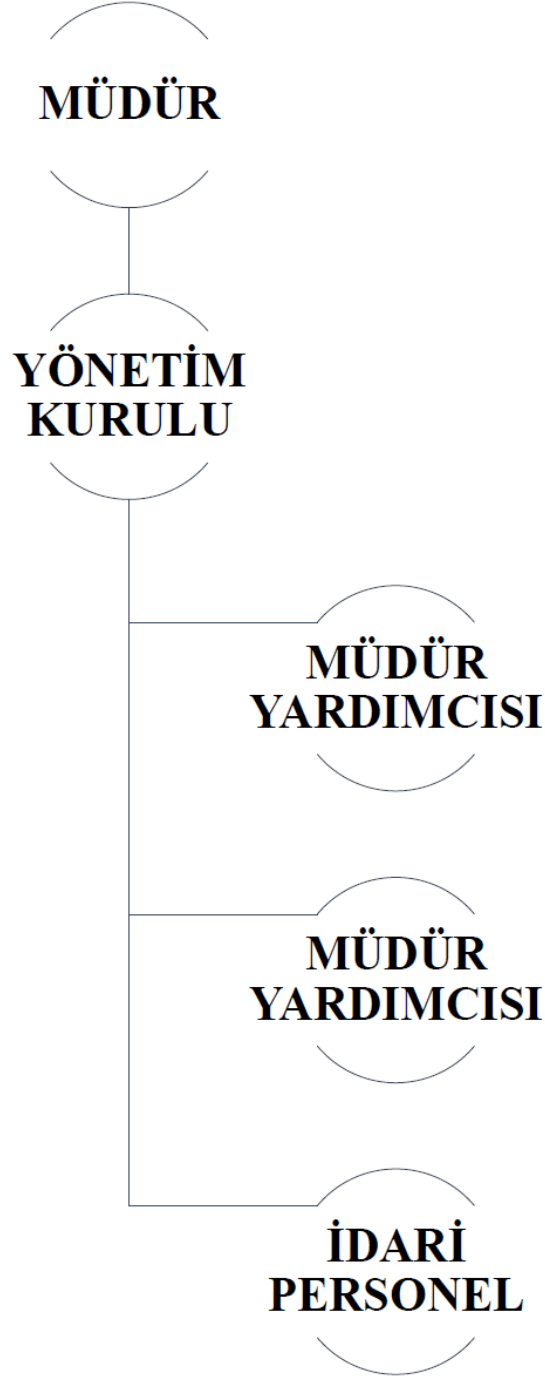 MÜDÜR
YÖNETİM
KURULU
MÜDÜR
YARDIMCISI
MÜDÜR
YARDIMCISI
İDARİ
PERSONEL